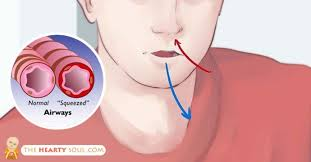 Normal "Squeezed"
Airways
THE HEARTY SOUL.COM